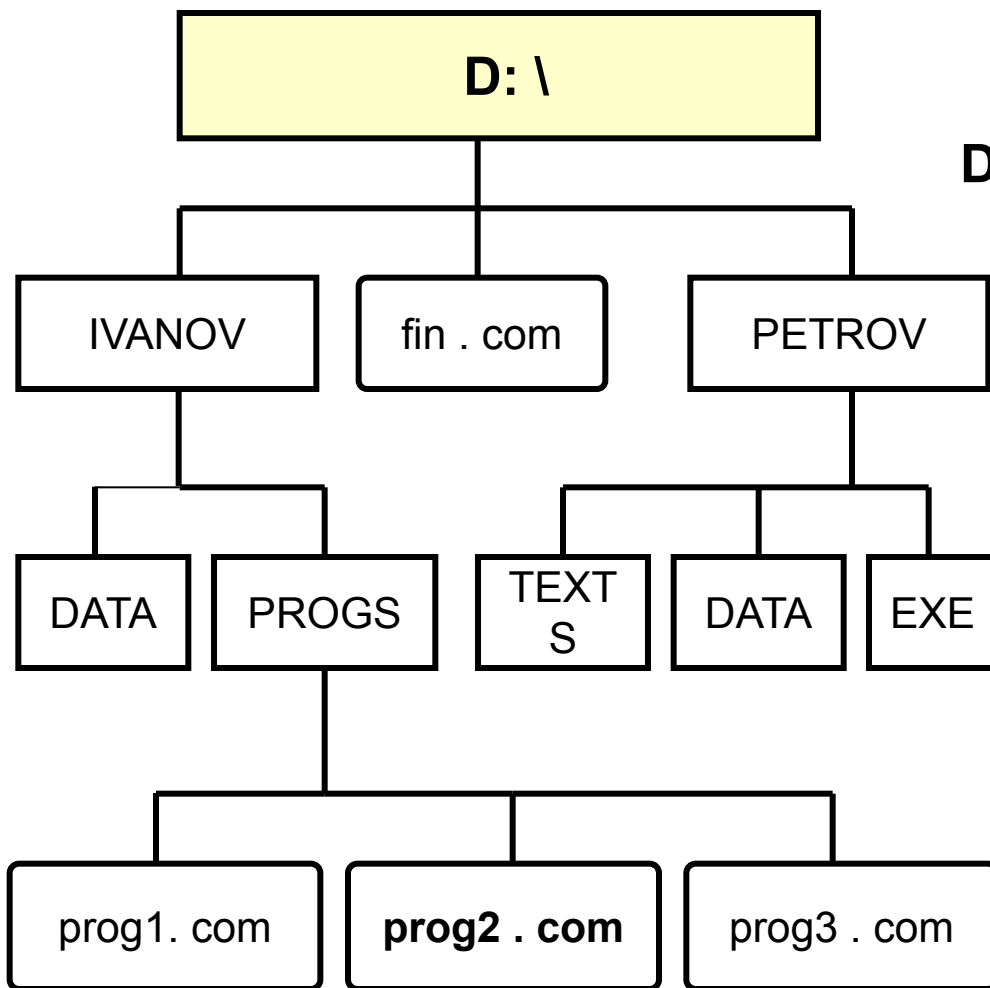 D: \
D
IVANOV
fin . com
PETROV
DATA
PROGS
TEXT
S
DATA
EXE
prog1. com
prog2 . com
prog3 . com